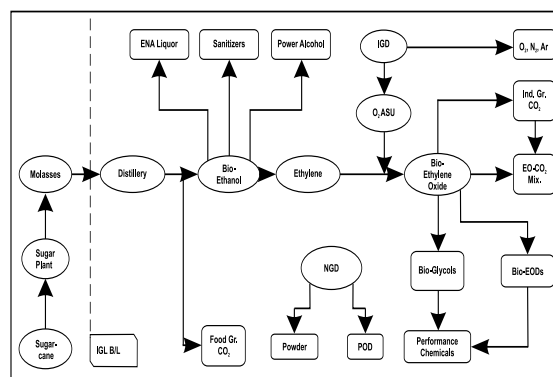 ENA Liquor
Sanitizers
Power Alcohol
IGD
O₂, N₂, Ar
O₂ ASU
Ind. Gr.
CO₂
Molasses
Distillery
Bio-
Ethanol
Ethylene
Bio-
Ethylene
Oxide
EO-CO₂
Mix.
Sugar
Plant
NGD
Bio-Glycols
Bio-EODs
Sugar-
cane
IGL B/L
Food Gr.
CO₂
Powder
POD
Performance
Chemicals